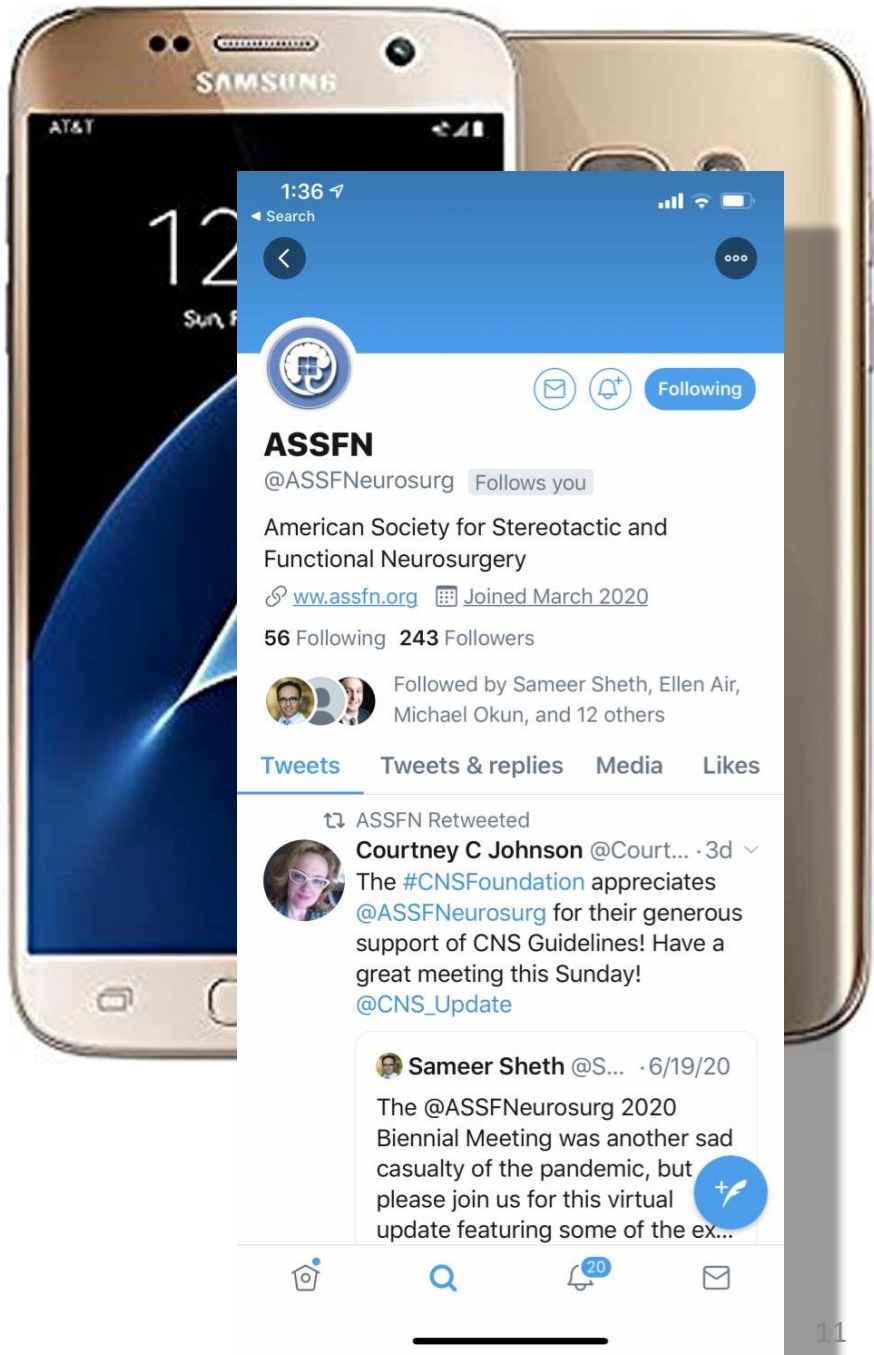 SAMSUNG
AT&T
12
Sun, F
1:36
Search
ASSFN
Following
@ASSFNeurosurg Follows you
American Society for Stereotactic and
Functional Neurosurgery
ww.assfn.org Joined March 2020
56 Following 243 Followers
Followed by Sameer Sheth, Ellen Air,
Michael Okun, and 12 others
Tweets Tweets & replies Media Likes
ASSFN Retweeted
Courtney C Johnson @Court... · 3d
The #CNSFoundation appreciates
@ASSFNeurosurg for their generous
support of CNS Guidelines! Have a
great meeting this Sunday!
@CNS_Update
Sameer Sheth @S... · 6/19/20
The @ASSFNeurosurg 2020
Biennial Meeting was another sad
casualty of the pandemic, but
please join us for this virtual
update featuring some of the ex...
20
11